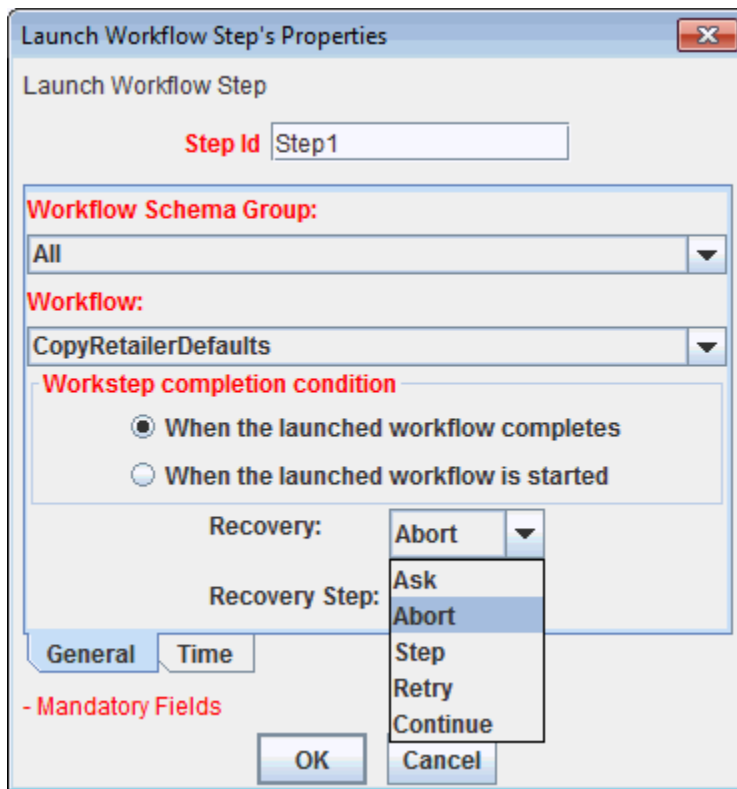 Launch Workflow Step's Properties
Launch Workflow Step
Step Id Step1
Workflow Schema Group:
All
Workflow:
CopyRetailerDefaults
Workstep completion condition
When the launched workflow completes
When the launched workflow is started
Recovery: Abort
Ask
Recovery Step:
Abort
Step
General Time
Retry
- Mandatory Fields
Continue
OK Cancel